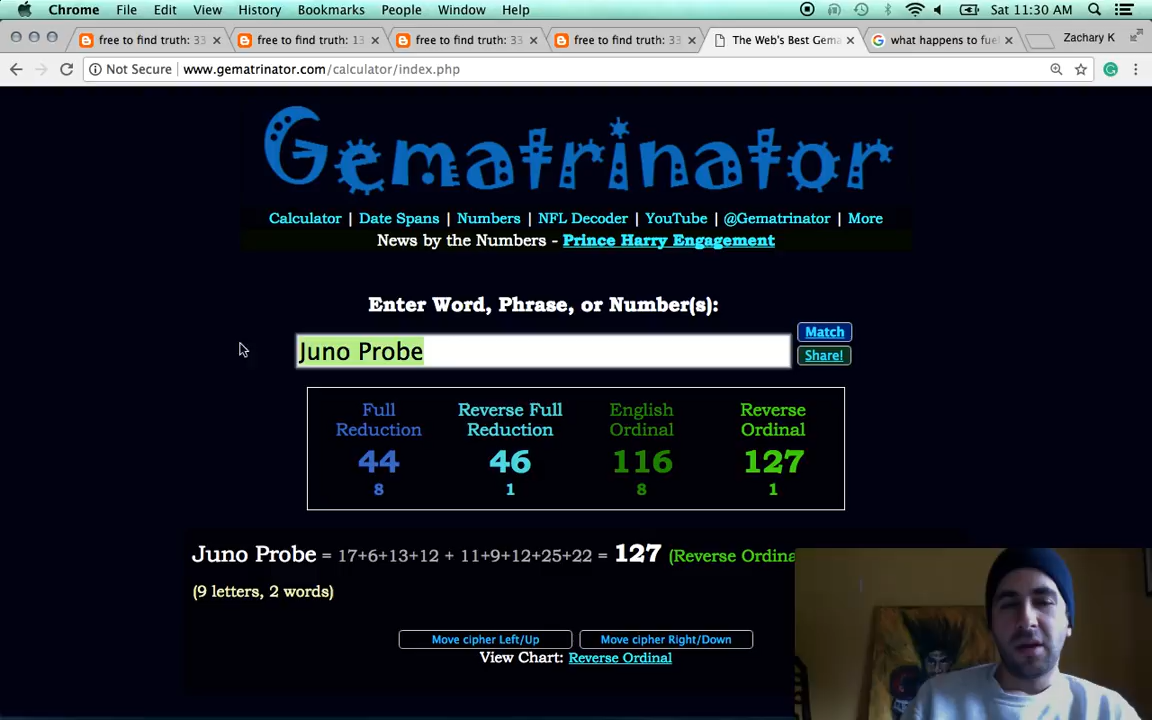 Chrome File Edit View History Bookmarks People Window Help Sat 11:30 AM
free to find truth: 33 free to find truth: 13 free to find truth: 33 free to find truth: 33 The Web's Best Gema what happens to fue Zachary K
Not Secure www.gematrinator.com/calculator/index.php
Gematrinator
Calculator | Date Spans | Numbers | NFL Decoder | YouTube | @Gematrinator | More
News by the Numbers - Prince Harry Engagement
Enter Word, Phrase, or Number(s):
Match
Juno Probe
Share!
Full Reduction Reverse Full Reduction English Ordinal Reverse Ordinal
44 46 116 127
8 1 8 1
Juno Probe = 17+6+13+12 + 11+9+12+25+22 = 127 (Reverse Ordina
(9 letters, 2 words)
Move cipher Left/Up Move cipher Right/Down
View Chart: Reverse Ordinal